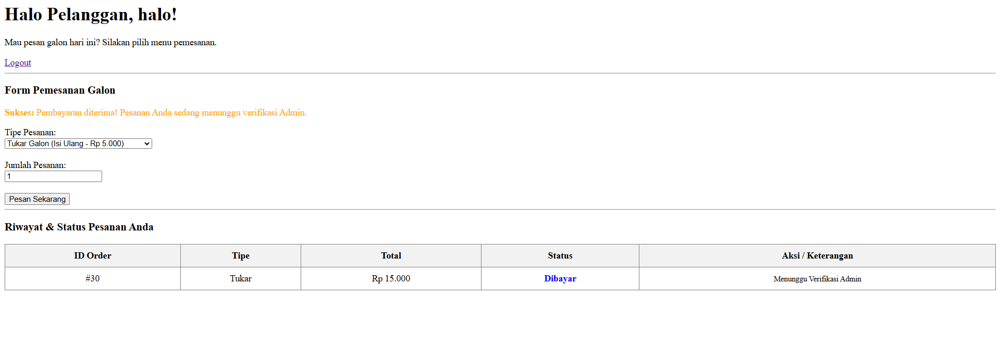 Halo Pelanggan, halo!
Mau pesan galon hari ini? Silakan pilih menu pemesanan.
Logout
Form Pemesanan Galon
Sukses: Pembayaran diterima! Pesanan Anda sedang menunggu verifikasi Admin.
Tipe Pesanan:
Tukar Galon (Isi Ulang - Rp 5.000)
Jumlah Pesanan:
1
Pesan Sekarang
Riwayat & Status Pesanan Anda
ID Order Tipe Total Status Aksi / Keterangan
#30 Tukar Rp 15.000 Dibayar Menunggu Verifikasi Admin